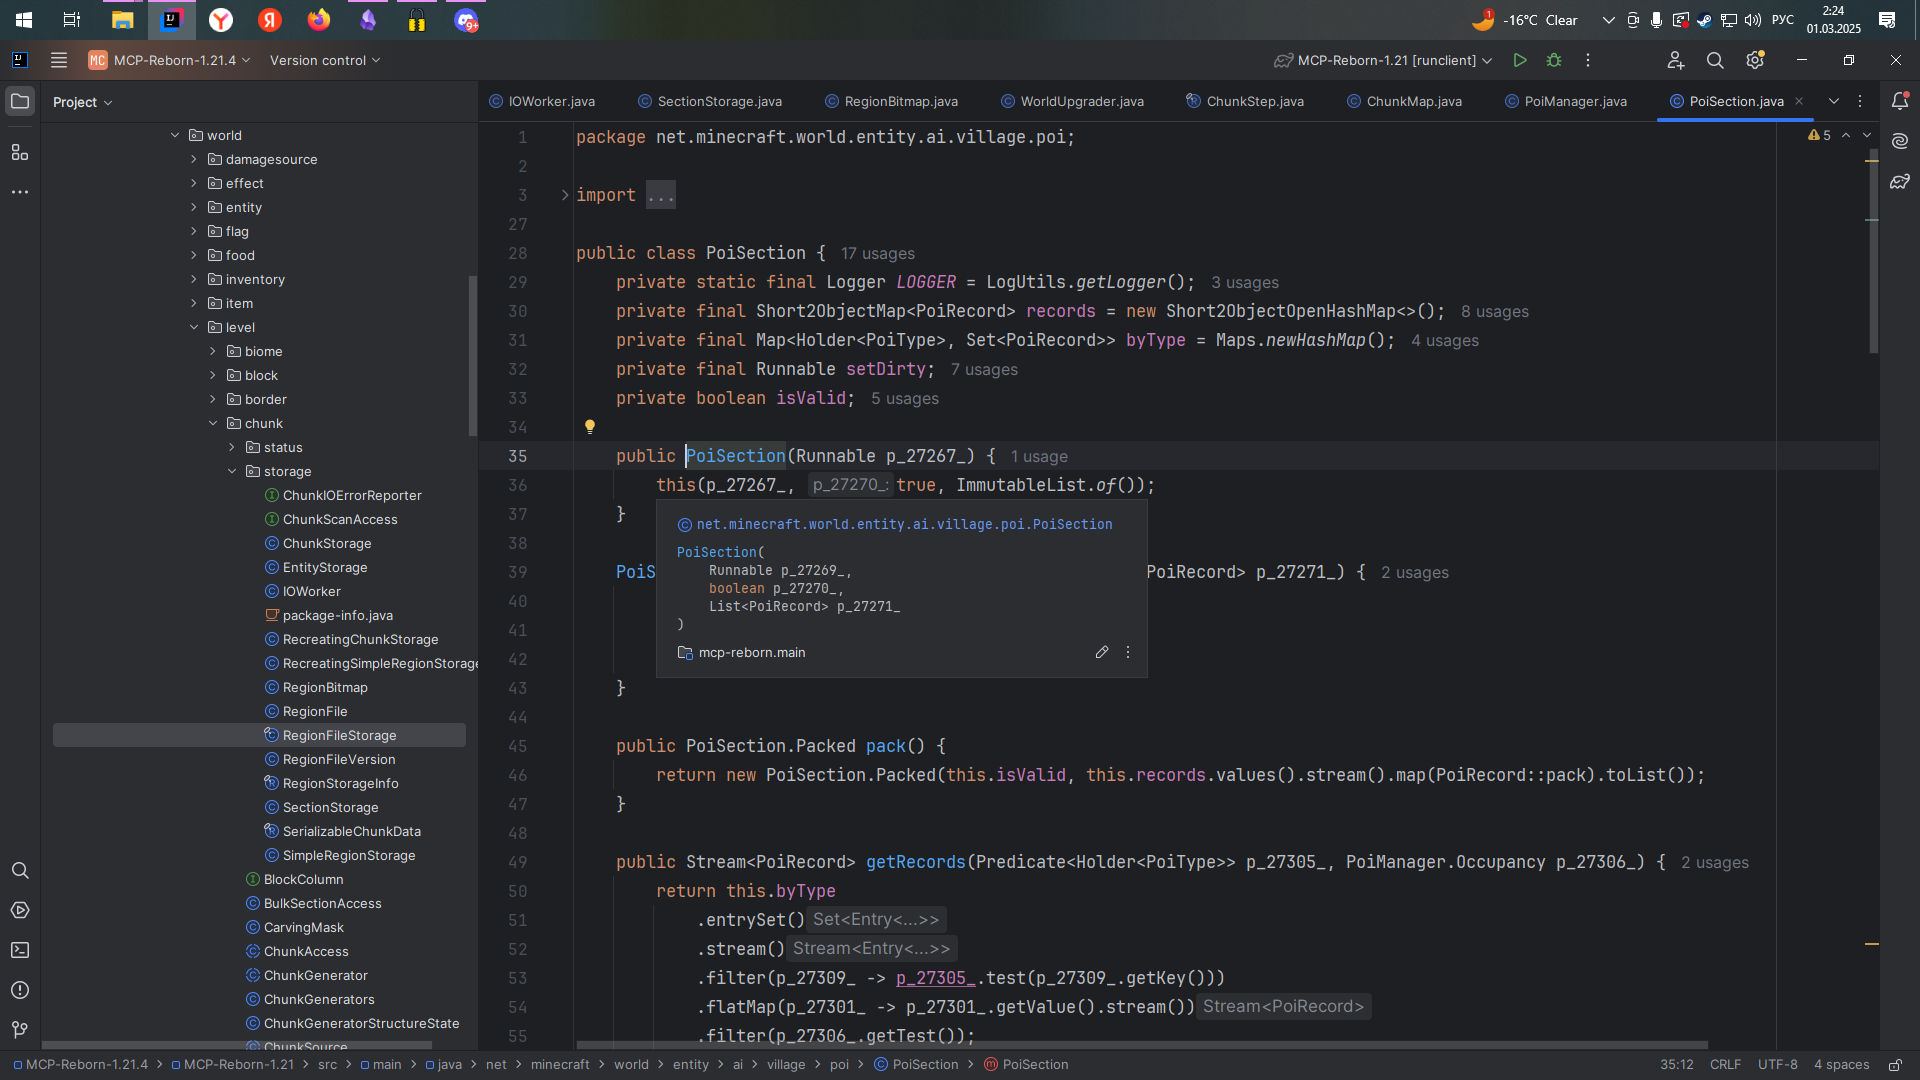 -16°C Clear
РУС
2:24
01.03.2025
1
9+
MC MCP-Reborn-1.21.4
Version control
MCP-Reborn-1.21 [runclient]
Project
world
damagesource
effect
entity
flag
food
inventory
item
level
biome
block
border
chunk
status
storage
ChunkIOErrorReporter
ChunkScanAccess
ChunkStorage
EntityStorage
IOWorker
package-info.java
RecreatingChunkStorage
RecreatingSimpleRegionStorage
RegionBitmap
RegionFile
RegionFileStorage
RegionFileVersion
RegionStorageInfo
SectionStorage
SerializableChunkData
SimpleRegionStorage
BlockColumn
BulkSectionAccess
CarvingMask
ChunkAccess
ChunkGenerator
ChunkGenerators
ChunkGeneratorStructureState
ChunkSource
IOWorker.java
SectionStorage.java
RegionBitmap.java
WorldUpgrader.java
ChunkStep.java
ChunkMap.java
PoiManager.java
PoiSection.java
5
1 package net.minecraft.world.entity.ai.village.poi;
2
3 import ...
27
28 public class PoiSection { 17 usages
29 private static final Logger LOGGER = LogUtils.getLogger(); 3 usages
30 private final Short2ObjectMap<PoiRecord> records = new Short2ObjectOpenHashMap<>(); 8 usages
31 private final Map<Holder<PoiType>, Set<PoiRecord>> byType = Maps.newHashMap(); 4 usages
32 private final Runnable setDirty; 7 usages
33 private boolean isValid; 5 usages
34
35 public PoiSection(Runnable p_27267_) { 1 usage
36 this(p_27267_, p_27270_: true, ImmutableList.of());
37 }
38
39 PoiS PoiRecord> p_27271_) { 2 usages
40
41
42
43 }
44
45 public PoiSection.Packed pack() {
46 return new PoiSection.Packed(this.isValid, this.records.values().stream().map(PoiRecord::pack).toList());
47 }
48
49 public Stream<PoiRecord> getRecords(Predicate<Holder<PoiType>> p_27305_, PoiManager.Occupancy p_27306_) { 2 usages
50 return this.byType
51 .entrySet() Set<Entry<...>>
52 .stream() Stream<Entry<...>>
53 .filter(p_27309_ -> p_27305_.test(p_27309_.getKey()))
54 .flatMap(p_27301_ -> p_27301_.getValue().stream()) Stream<PoiRecord>
55 .filter(p_27306_.getTest());
net.minecraft.world.entity.ai.village.poi.PoiSection
PoiSection(
Runnable p_27269_,
boolean p_27270_,
List<PoiRecord> p_27271_
)
mcp-reborn.main
MCP-Reborn-1.21.4 > MCP-Reborn-1.21 > src > main > java > net > minecraft > world > entity > ai > village > poi > PoiSection > PoiSection
35:12 CRLF UTF-8 4 spaces